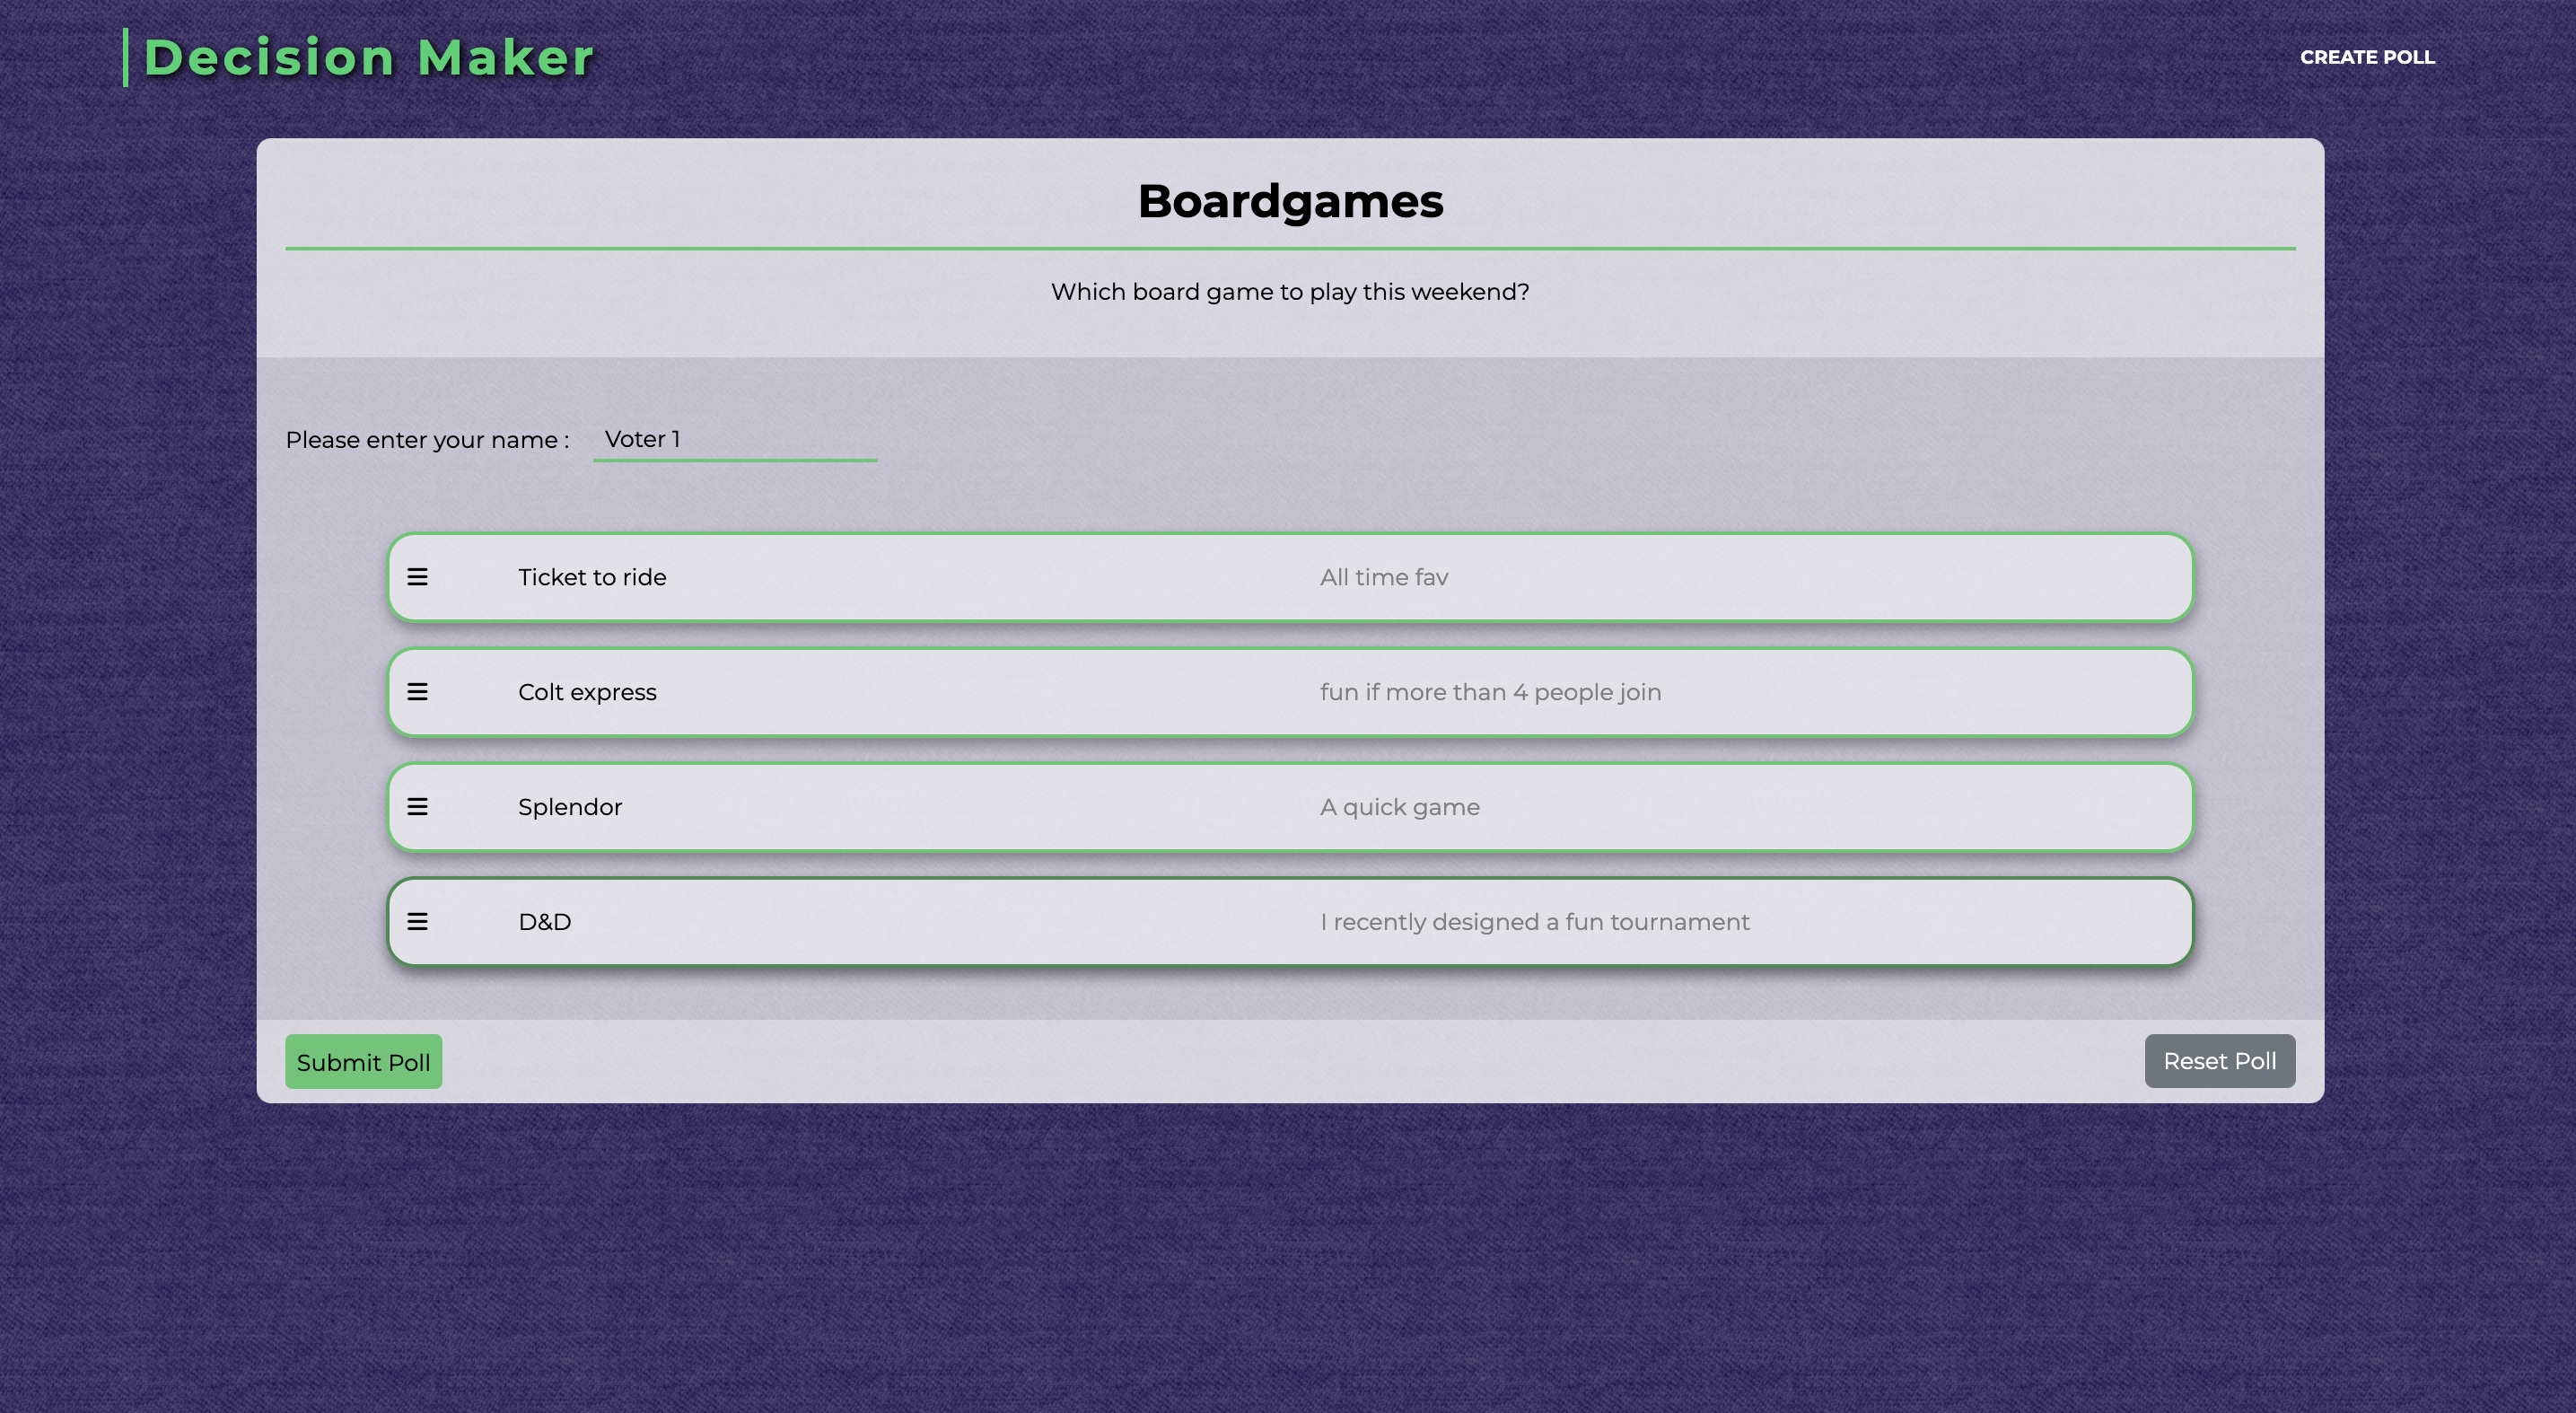 Decision Maker
CREATE POLL
Boardgames
Which board game to play this weekend?
Please enter your name : Voter 1
Ticket to ride All time fav
Colt express fun if more than 4 people join
Splendor A quick game
D&D I recently designed a fun tournament
Submit Poll
Reset Poll